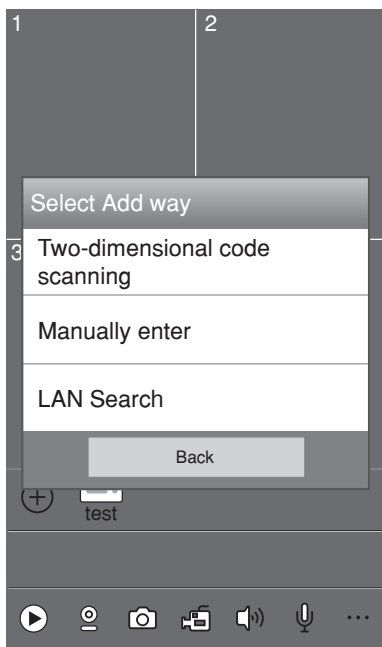 1
2
Select Add way
3
Two-dimensional code
scanning
Manually enter
LAN Search
Back
test